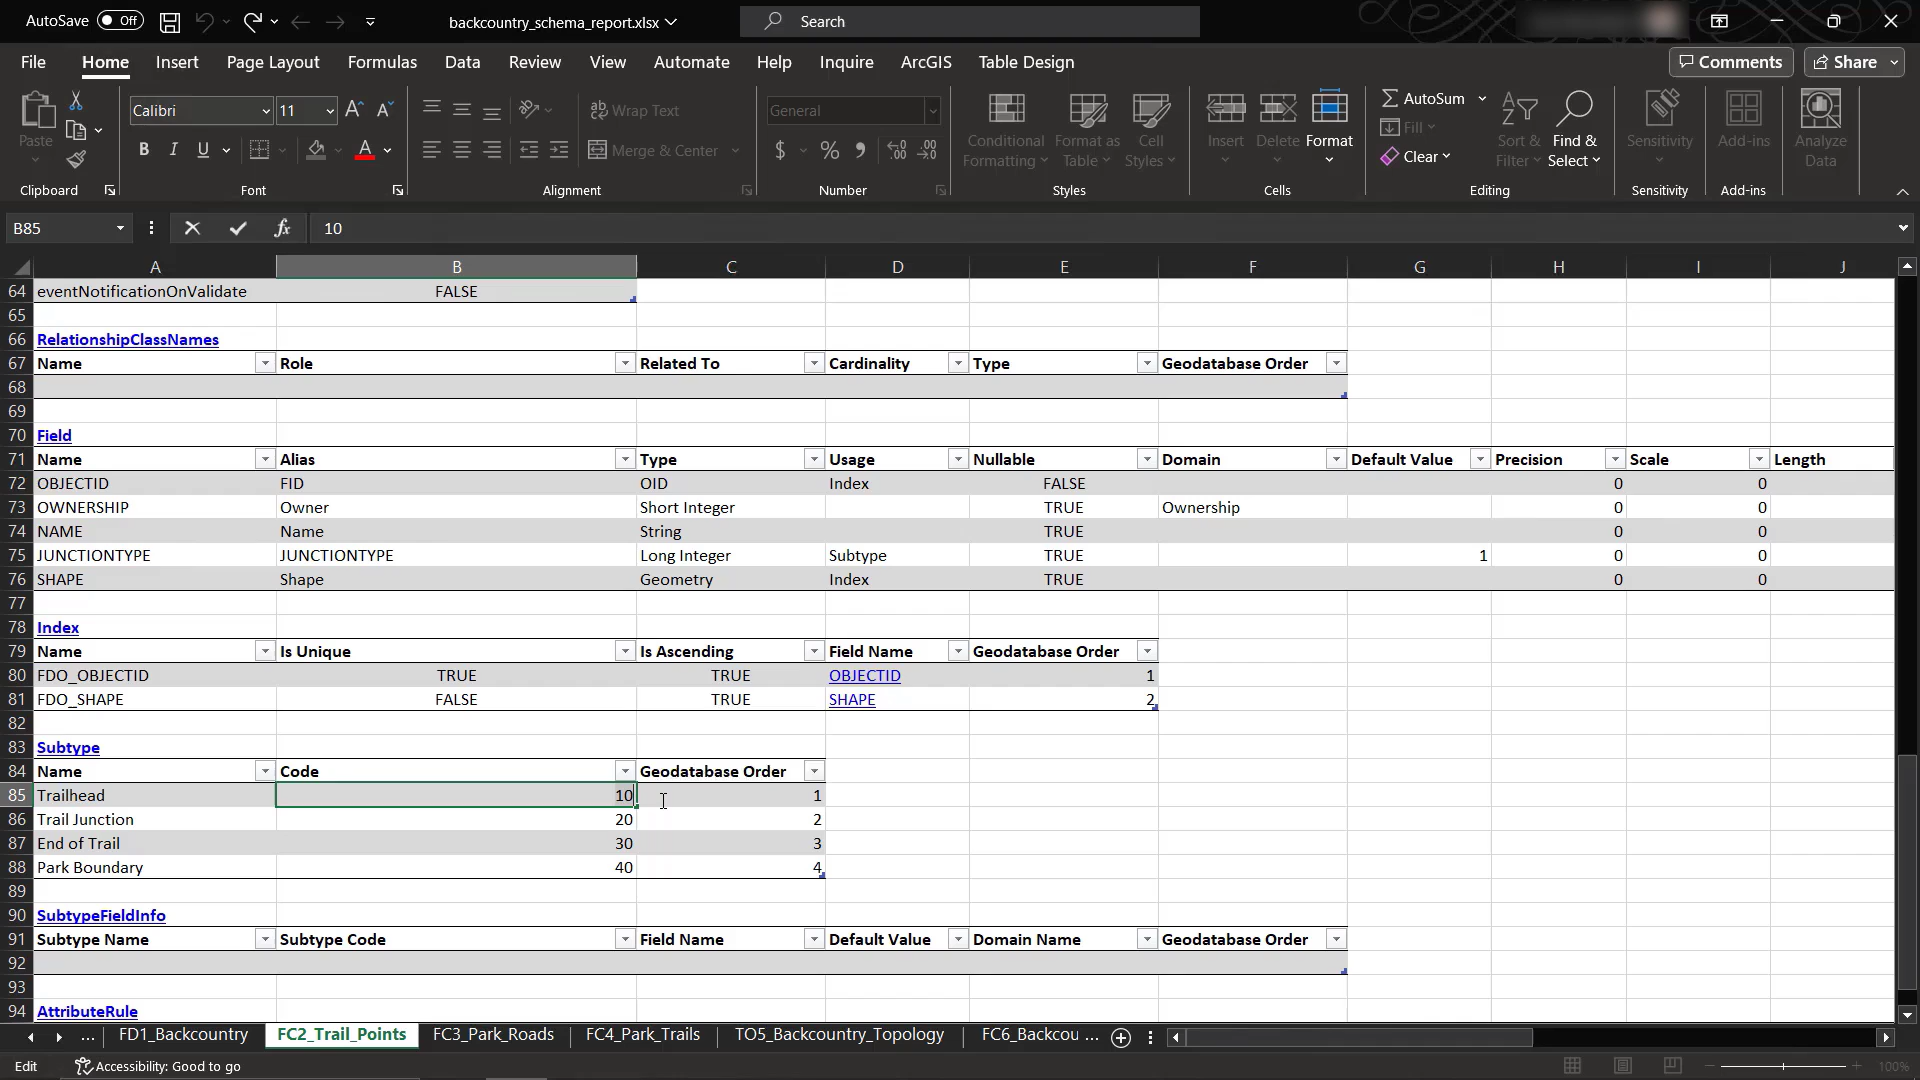 AutoSave Off backcountry_schema_report.xlsx Search
File Home Insert Page Layout Formulas Data Review View Automate Help Inquire ArcGIS Table Design Comments Share
Paste Calibri 11 Wrap Text General Conditional Formatting Format as Table Cell Styles Insert Delete Format AutoSum Sort & Filter Find & Select Sensitivity Add-ins Analyze Data
B I U A Merge & Center $ % Fill Clear
Clipboard Font Alignment Number Styles Cells Editing Sensitivity Add-ins
B85 fx 10
A B C D E F G H I J
64 eventNotificationOnValidate FALSE
65
66 RelationshipClassNames
67 Name Role Related To Cardinality Type Geodatabase Order
68
69
70 Field
71 Name Alias Type Usage Nullable Domain Default Value Precision Scale Length
72 OBJECTID FID OID Index FALSE 0 0
73 OWNERSHIP Owner Short Integer TRUE Ownership 0 0
74 NAME Name String TRUE 0 0
75 JUNCTIONTYPE JUNCTIONTYPE Long Integer Subtype TRUE 1 0 0
76 SHAPE Shape Geometry Index TRUE 0 0
77
78 Index
79 Name Is Unique Is Ascending Field Name Geodatabase Order
80 FDO_OBJECTID TRUE TRUE OBJECTID 1
81 FDO_SHAPE FALSE TRUE SHAPE 2
82
83 Subtype
84 Name Code Geodatabase Order
85 Trailhead 10 1
86 Trail Junction 20 2
87 End of Trail 30 3
88 Park Boundary 40 4
89
90 SubtypeFieldInfo
91 Subtype Name Subtype Code Field Name Default Value Domain Name Geodatabase Order
92
93
94 AttributeRule
... FD1_Backcountry FC2_Trail_Points FC3_Park_Roads FC4_Park_Trails TO5_Backcountry_Topology FC6_Backcou ...
Edit Accessibility: Good to go 100%